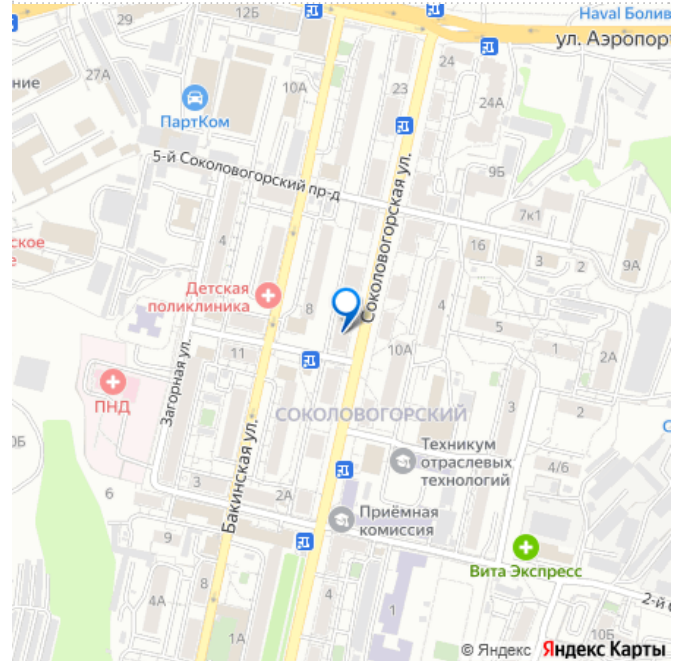 12Б
Haval Болив
ул. Аэропорт
27А
ние
10А
24
23
24А
ПартКом
5-й Соколовогорский пр-д
9Б
Соколовогорская ул.
7к1
16
3
2
9А
ское
е
4
Детская
поликлиника
8
4
5
1
2А
10А
11
Загорная ул.
ПНД
СОКОЛОВОГОРСКИЙ
3
2
С
Бакинская ул.
Техникум
отраслевых
технологий
0Б
4/6
3
2А
6
Приёмная
комиссия
Вита Экспресс
9
8
4А
1
2-й С
1А
10Б
© Яндекс Яндекс Карты